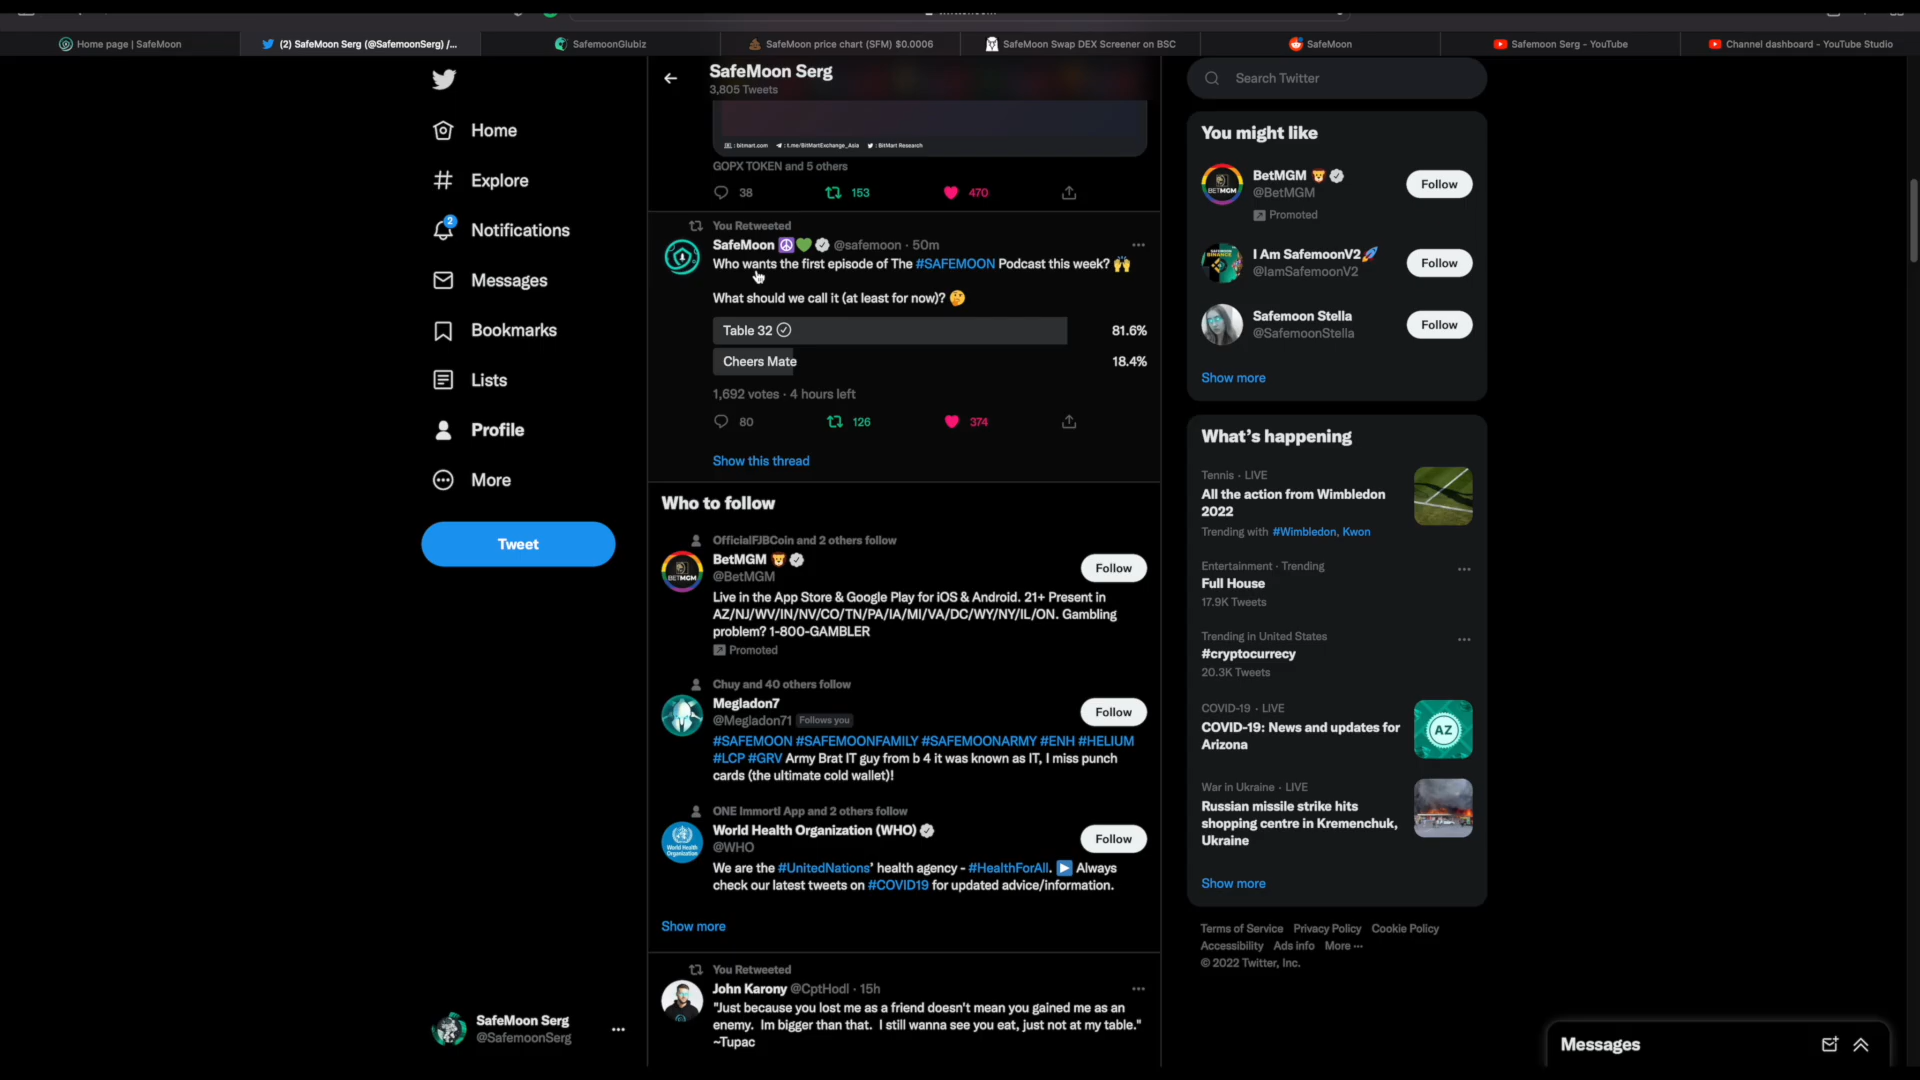 Home page | SafeMoon
(2) SafeMoon Serg (@SafemoonSerg) /...
SafemoonGlubiz
SafeMoon price chart (SFM) $0.0006
SafeMoon Swap DEX Screener on BSC
SafeMoon
Safemoon Serg - YouTube
Channel dashboard - YouTube Studio
Home
Explore
2
Notifications
Messages
Bookmarks
Lists
Profile
More
Tweet
SafeMoon Serg
@SafemoonSerg
SafeMoon Serg
3,805 Tweets
: bitmart.com : t.me/BitMartExchange_Asia : BitMart Research
GOPX TOKEN and 5 others
38 153 470
You Retweeted
SafeMoon ☮️💚 @safemoon · 50m
Who wants the first episode of The #SAFEMOON Podcast this week? 🙌
What should we call it (at least for now)? 🤔
Table 32 81.6%
Cheers Mate 18.4%
1,692 votes · 4 hours left
80 126 374
Show this thread
Who to follow
OfficialFJBCoin and 2 others follow
BetMGM 🦁
@BetMGM
Follow
BETMGM
Live in the App Store & Google Play for iOS & Android. 21+ Present in
AZ/NJ/WV/IN/NV/CO/TN/PA/IA/MI/VA/DC/WY/NY/IL/ON. Gambling
problem? 1-800-GAMBLER
Promoted
Chuy and 40 others follow
Megladon7
@Megladon71 Follows you
Follow
#SAFEMOON #SAFEMOONFAMILY #SAFEMOONARMY #ENH #HELIUM
#LCP #GRV Army Brat IT guy from b 4 it was known as IT, I miss punch
cards (the ultimate cold wallet)!
ONE Immortl App and 2 others follow
World Health Organization (WHO)
@WHO
Follow
World Health
Organization
We are the #UnitedNations’ health agency - #HealthForAll. ▶️ Always
check our latest tweets on #COVID19 for updated advice/information.
Show more
You Retweeted
John Karony @CptHodl · 15h
"Just because you lost me as a friend doesn't mean you gained me as an
enemy. Im bigger than that. I still wanna see you eat, just not at my table."
~Tupac
Search Twitter
You might like
BetMGM 🦁
@BetMGM
Promoted
Follow
BETMGM
I Am SafemoonV2🚀
@IamSafemoonV2
Follow
Safemoon Stella
@SafemoonStella
Follow
Show more
What’s happening
Tennis · LIVE
All the action from Wimbledon
2022
Trending with #Wimbledon, Kwon
Entertainment · Trending
Full House
17.9K Tweets
Trending in United States
#cryptocurrecy
20.3K Tweets
COVID-19 · LIVE
COVID-19: News and updates for
Arizona
AZ
War in Ukraine · LIVE
Russian missile strike hits
shopping centre in Kremenchuk,
Ukraine
Show more
Terms of Service Privacy Policy Cookie Policy
Accessibility Ads info More ···
© 2022 Twitter, Inc.
Messages